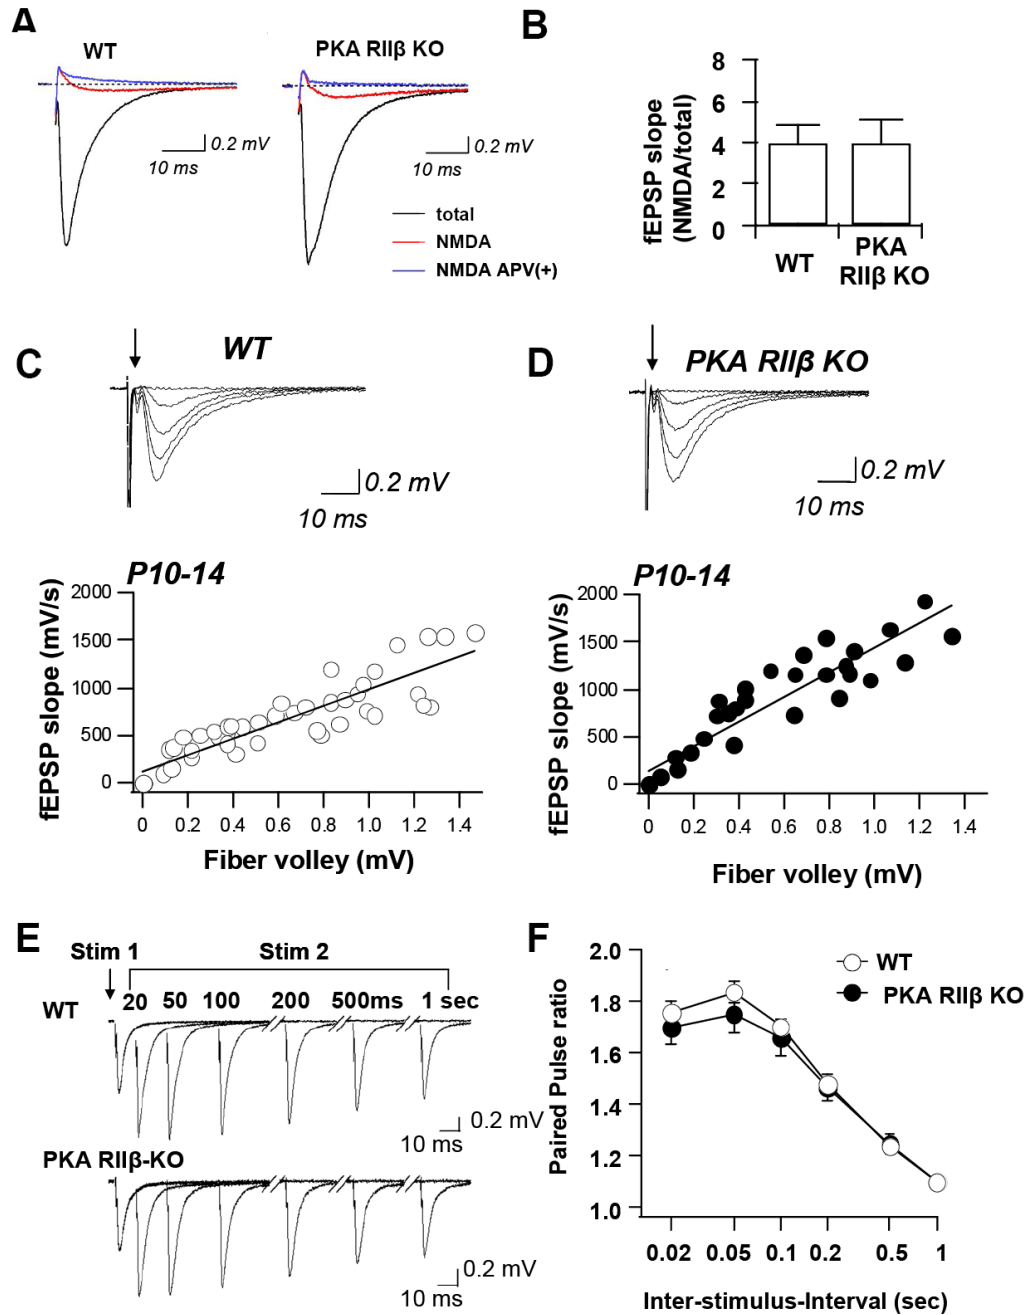 A
WT
PKA RIIβ KO
0.2 mV
10 ms
0.2 mV
10 ms
total
NMDA
NMDA APV(+)
B
fEPSP slope
(NMDA/total)
8
6
4
2
0
WT
PKA
RIIβ KO
C
WT
0.2 mV
10 ms
P10-14
fEPSP slope (mV/s)
2000
1500
1000
500
0
0 0.2 0.4 0.6 0.8 1.0 1.2 1.4
Fiber volley (mV)
D
PKA RIIβ KO
0.2 mV
10 ms
P10-14
fEPSP slope (mV/s)
2000
1500
1000
500
0
0 0.2 0.4 0.6 0.8 1.0 1.2 1.4
Fiber volley (mV)
E
Stim 1 Stim 2
20 50 100 200 500ms 1 sec
WT
0.2 mV
10 ms
PKA RIIβ-KO
0.2 mV
10 ms
F
WT
PKA RIIβ KO
Paired Pulse ratio
2.0
1.8
1.6
1.4
1.2
1.0
0.02 0.05 0.1 0.2 0.5 1
Inter-stimulus-Interval (sec)